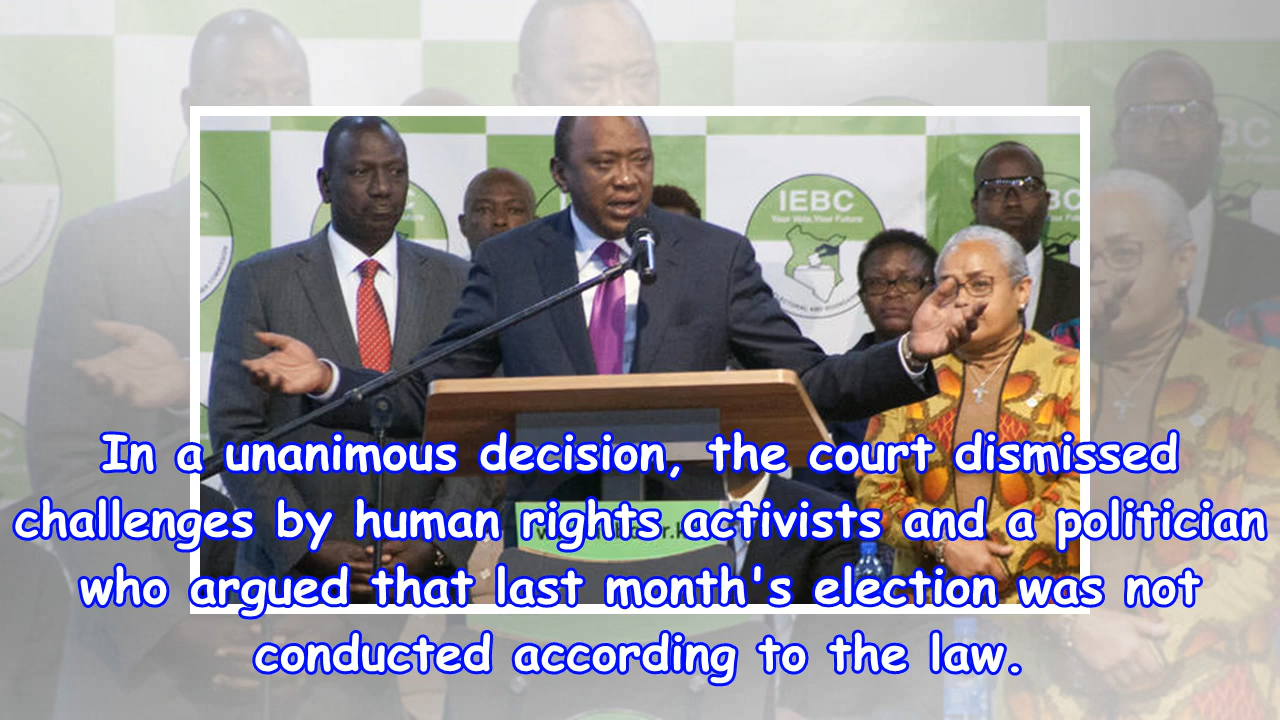 IEBC
Your Vote, Your Future
In a unanimous decision, the court dismissed
challenges by human rights activists and a politician
who argued that last month's election was not
conducted according to the law.